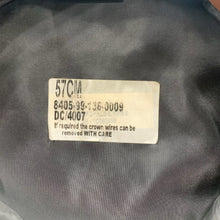 57CM
8405-99-136-0009
DC/4007
If required the crown wires can be
removed WITH CARE